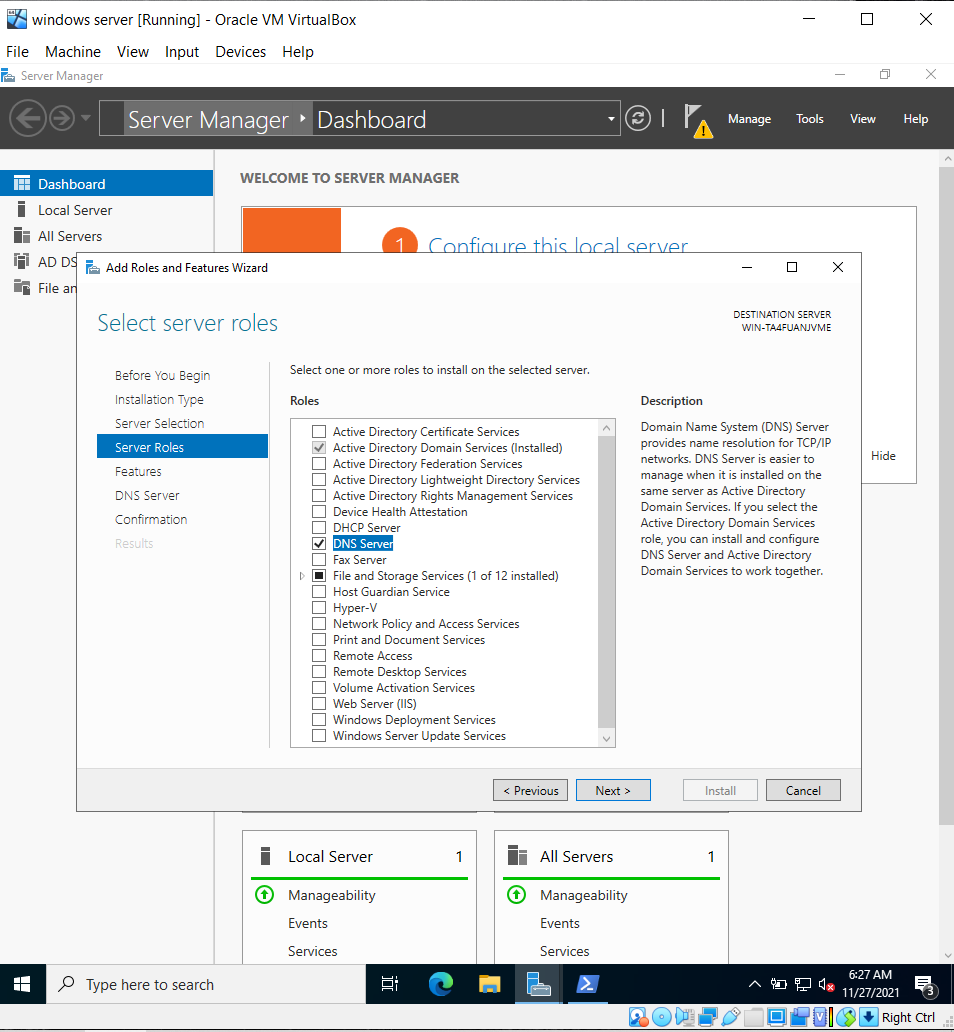 windows server [Running] - Oracle VM VirtualBox
File Machine View Input Devices Help
Server Manager
Server Manager Dashboard
Manage Tools View Help
Dashboard
Local Server
All Servers
AD DS
File an
WELCOME TO SERVER MANAGER
1 Configure this local server
Hide
Add Roles and Features Wizard
Select server roles
DESTINATION SERVER
WIN-TA4FUANJVME
Before You Begin
Installation Type
Server Selection
Server Roles
Features
DNS Server
Confirmation
Results
Select one or more roles to install on the selected server.
Roles
Active Directory Certificate Services
Active Directory Domain Services (Installed)
Active Directory Federation Services
Active Directory Lightweight Directory Services
Active Directory Rights Management Services
Device Health Attestation
DHCP Server
DNS Server
Fax Server
File and Storage Services (1 of 12 installed)
Host Guardian Service
Hyper-V
Network Policy and Access Services
Print and Document Services
Remote Access
Remote Desktop Services
Volume Activation Services
Web Server (IIS)
Windows Deployment Services
Windows Server Update Services
Description
Domain Name System (DNS) Server
provides name resolution for TCP/IP
networks. DNS Server is easier to
manage when it is installed on the
same server as Active Directory
Domain Services. If you select the
Active Directory Domain Services
role, you can install and configure
DNS Server and Active Directory
Domain Services to work together.
< Previous Next > Install Cancel
Local Server 1
Manageability
Events
Services
All Servers 1
Manageability
Events
Services
Type here to search
6:27 AM
11/27/2021
3
Right Ctrl